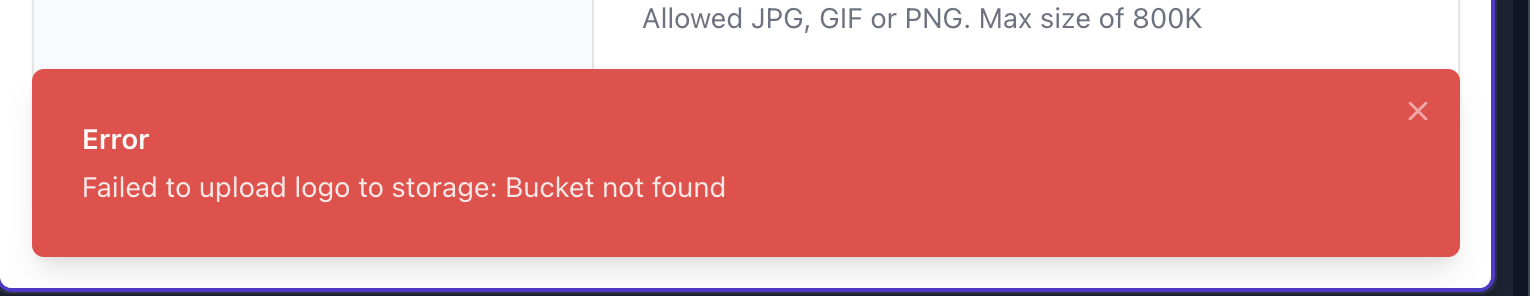 Allowed JPG, GIF or PNG. Max size of 800K
Error
Failed to upload logo to storage: Bucket not found